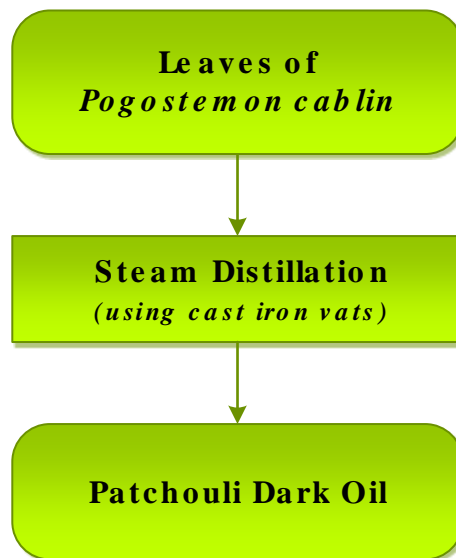 Leaves of
Pogostemon cablin
Steam Distillation
(using cast iron vats)
Patchouli Dark Oil